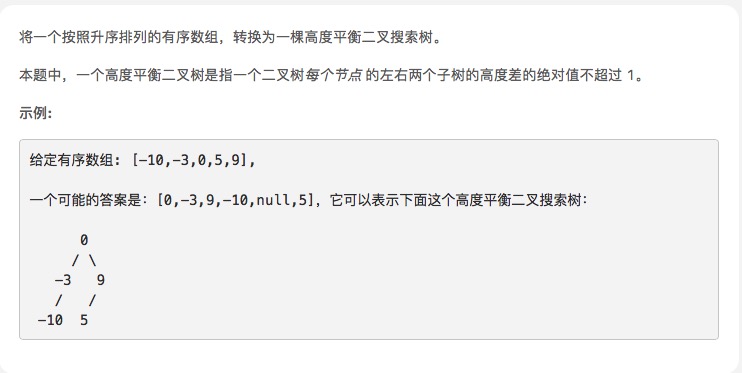 将一个按照升序排列的有序数组，转换为一棵高度平衡二叉搜索树。
本题中，一个高度平衡二叉树是指一个二叉树每个节点 的左右两个子树的高度差的绝对值不超过 1。
示例:
给定有序数组: [-10,-3,0,5,9],
一个可能的答案是：[0,-3,9,-10,null,5]，它可以表示下面这个高度平衡二叉搜索树：
0
/ \
-3 9
/ /
-10 5